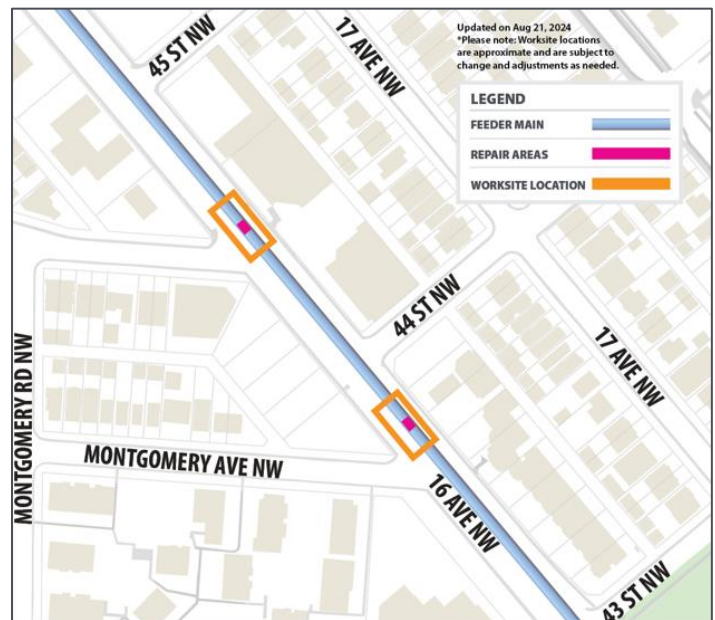 Updated on Aug 21, 2024
*Please note: Worksite locations
are approximate and are subject to
change and adjustments as needed.
45 ST NW
17 AVE NW
LEGEND
FEEDER MAIN
REPAIR AREAS
WORKSITE LOCATION
44 ST NW
17 AVE NW
MONTGOMERY RD NW
MONTGOMERY AVE NW
16 AVE NW
43 ST NW